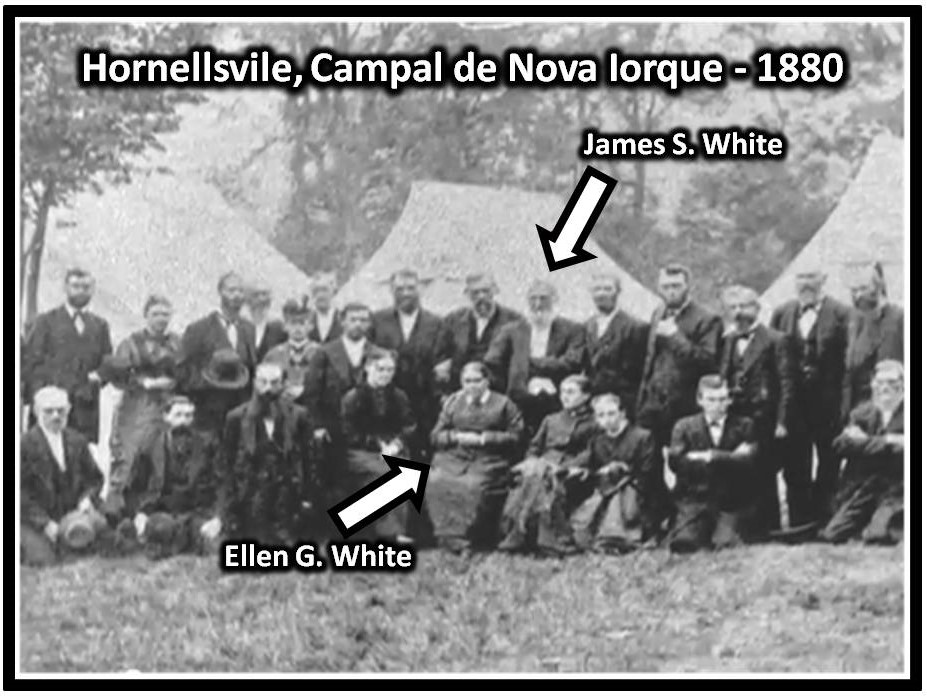 Hornellsvile, Campal de Nova Iorque - 1880
James S. White
Ellen G. White